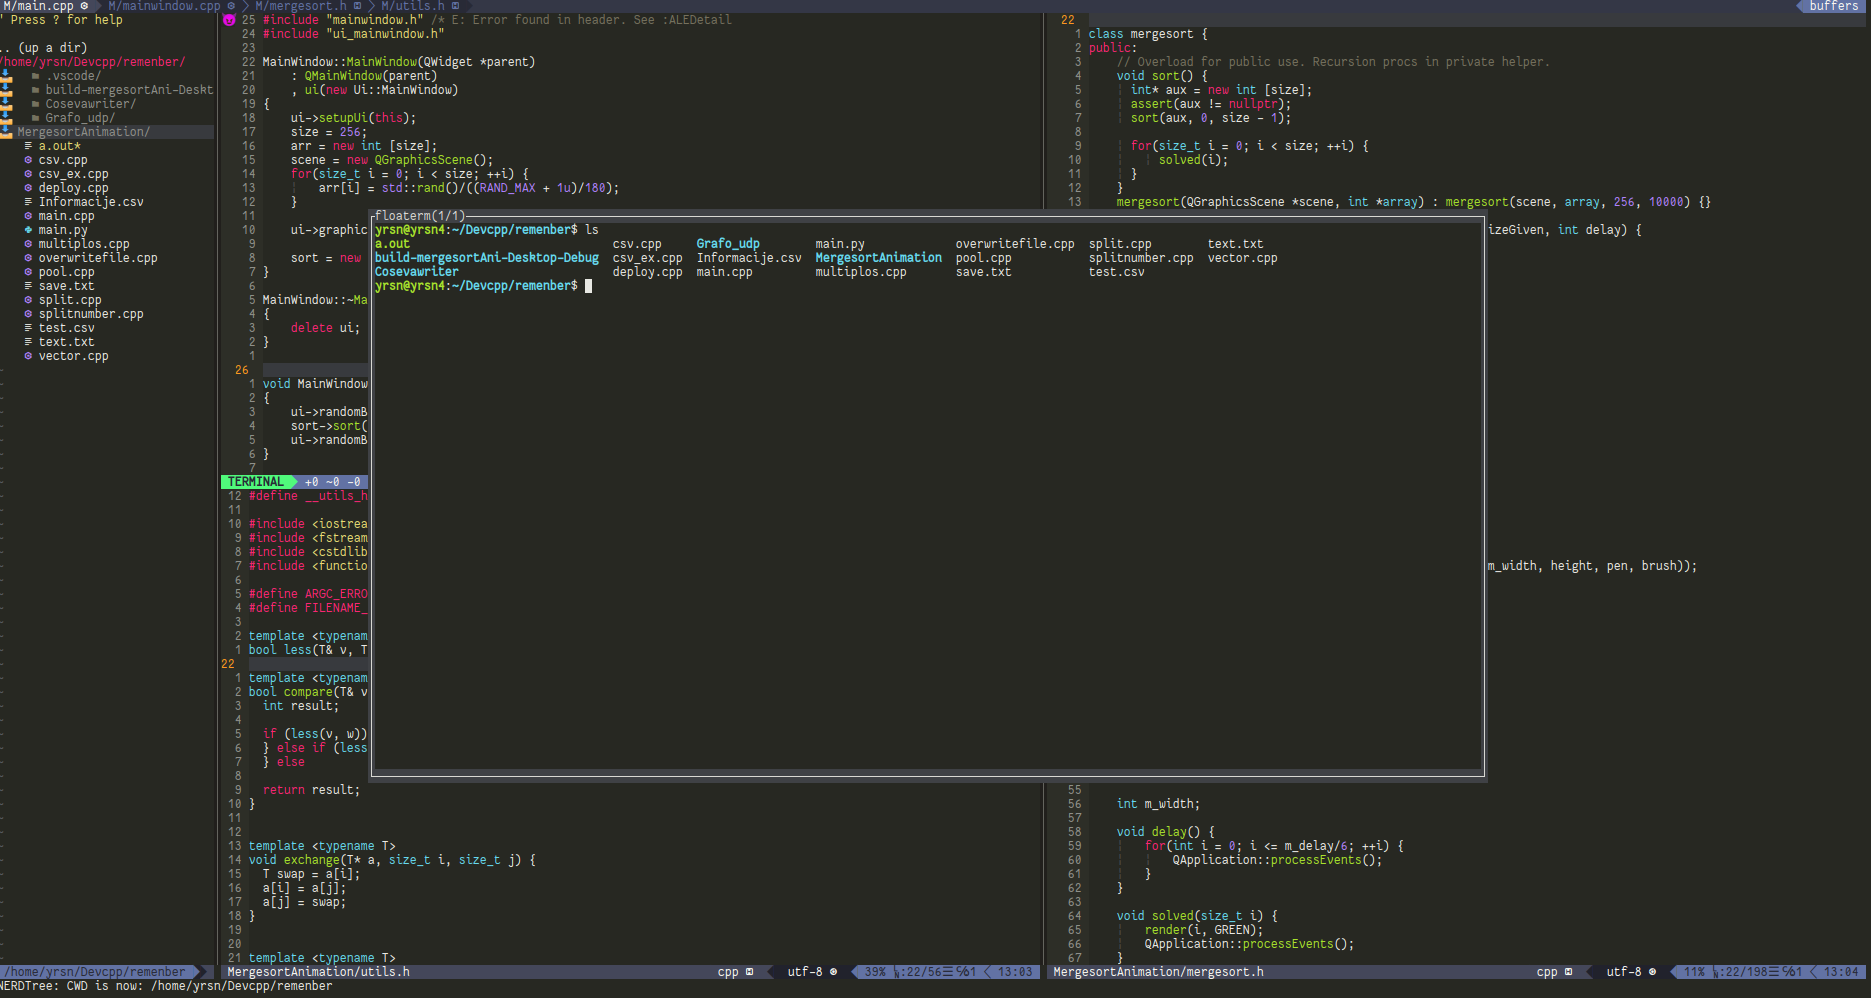 M/main.cpp M/mainwindow.cpp M/mergesort.h M/utils.h buffers
" Press ? for help
.. (up a dir)
/home/yrsn/Devcpp/remenber/
.vscode/
build-mergesortAni-Deskt
Cosevawriter/
Grafo_udp/
MergesortAnimation/
a.out*
csv.cpp
csv_ex.cpp
deploy.cpp
Informacije.csv
main.cpp
main.py
multiplos.cpp
overwritefile.cpp
pool.cpp
save.txt
split.cpp
splitnumber.cpp
test.csv
text.txt
vector.cpp
/home/yrsn/Devcpp/remenber
25 #include "mainwindow.h" /* E: Error found in header. See :ALEDetail
24 #include "ui_mainwindow.h"
23
22 MainWindow::MainWindow(QWidget *parent)
21 : QMainWindow(parent)
20 , ui(new Ui::MainWindow)
19 {
18 ui->setupUi(this);
17 size = 256;
16 arr = new int [size];
15 scene = new QGraphicsScene();
14 for(size_t i = 0; i < size; ++i) {
13 arr[i] = std::rand()/((RAND_MAX + 1u)/180);
12 }
11
10 ui->graphic
9
8 sort = new
7 }
6
5 MainWindow::~Ma
4 {
3 delete ui;
2 }
1
26
1 void MainWindow
2 {
3 ui->randomB
4 sort->sort(
5 ui->randomB
6 }
7
TERMINAL +0 ~0 -0
12 #define __utils_h
11
10 #include <iostrea
9 #include <fstream
8 #include <cstdlib
7 #include <functio
6
5 #define ARGC_ERRO
4 #define FILENAME_
3
2 template <typenam
1 bool less(T& v, T
22
1 template <typenam
2 bool compare(T& v
3 int result;
4
5 if (less(v, w))
6 } else if (less
7 } else
8
9 return result;
10 }
11
12
13 template <typename T>
14 void exchange(T* a, size_t i, size_t j) {
15 T swap = a[i];
16 a[i] = a[j];
17 a[j] = swap;
18 }
19
20
21 template <typename T>
MergesortAnimation/utils.h cpp utf-8 39% :22/56 ℅1 13:03
floaterm(1/1)
yrsn@yrsn4:~/Devcpp/remenber$ ls
a.out csv.cpp Grafo_udp main.py overwritefile.cpp split.cpp text.txt
build-mergesortAni-Desktop-Debug csv_ex.cpp Informacije.csv MergesortAnimation pool.cpp splitnumber.cpp vector.cpp
Cosevawriter deploy.cpp main.cpp multiplos.cpp save.txt test.csv
yrsn@yrsn4:~/Devcpp/remenber$
22
1 class mergesort {
2 public:
3 // Overload for public use. Recursion procs in private helper.
4 void sort() {
5 int* aux = new int [size];
6 assert(aux != nullptr);
7 sort(aux, 0, size - 1);
8
9 for(size_t i = 0; i < size; ++i) {
10 solved(i);
11 }
12 }
13 mergesort(QGraphicsScene *scene, int *array) : mergesort(scene, array, 256, 10000) {}
izeGiven, int delay) {
m_width, height, pen, brush));
55
56 int m_width;
57
58 void delay() {
59 for(int i = 0; i <= m_delay/6; ++i) {
60 QApplication::processEvents();
61 }
62 }
63
64 void solved(size_t i) {
65 render(i, GREEN);
66 QApplication::processEvents();
67 }
MergesortAnimation/mergesort.h cpp utf-8 11% :22/198 ℅1 13:04
NERDTree: CWD is now: /home/yrsn/Devcpp/remenber